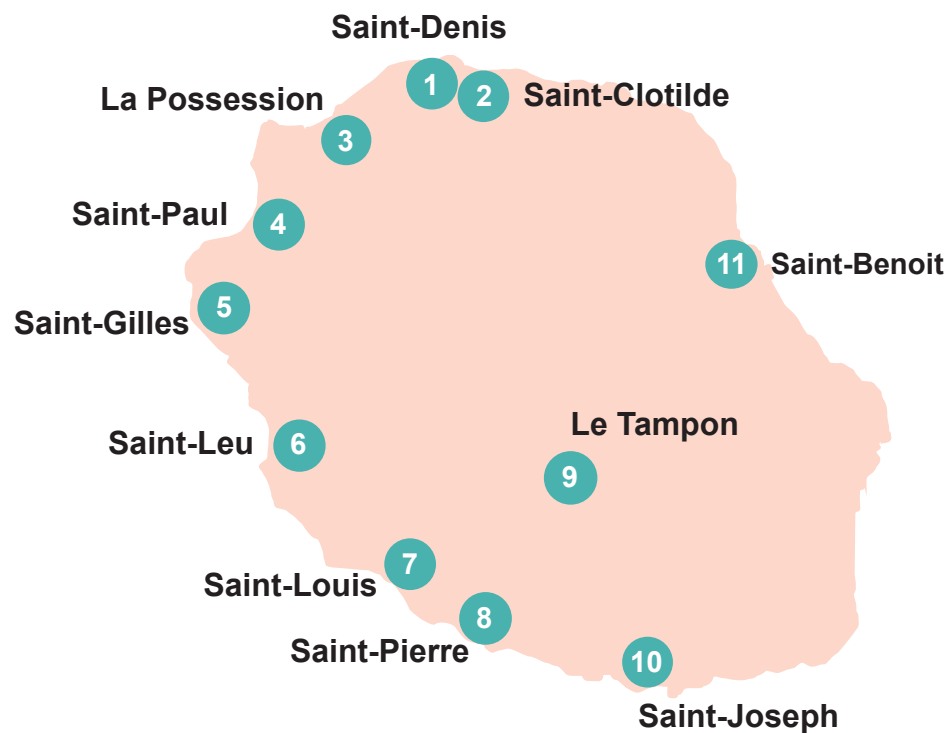 Saint-Denis
1
2
Saint-Clotilde
La Possession
3
Saint-Paul
4
11
Saint-Benoit
5
Saint-Gilles
Le Tampon
Saint-Leu
6
9
7
Saint-Louis
8
Saint-Pierre
10
Saint-Joseph